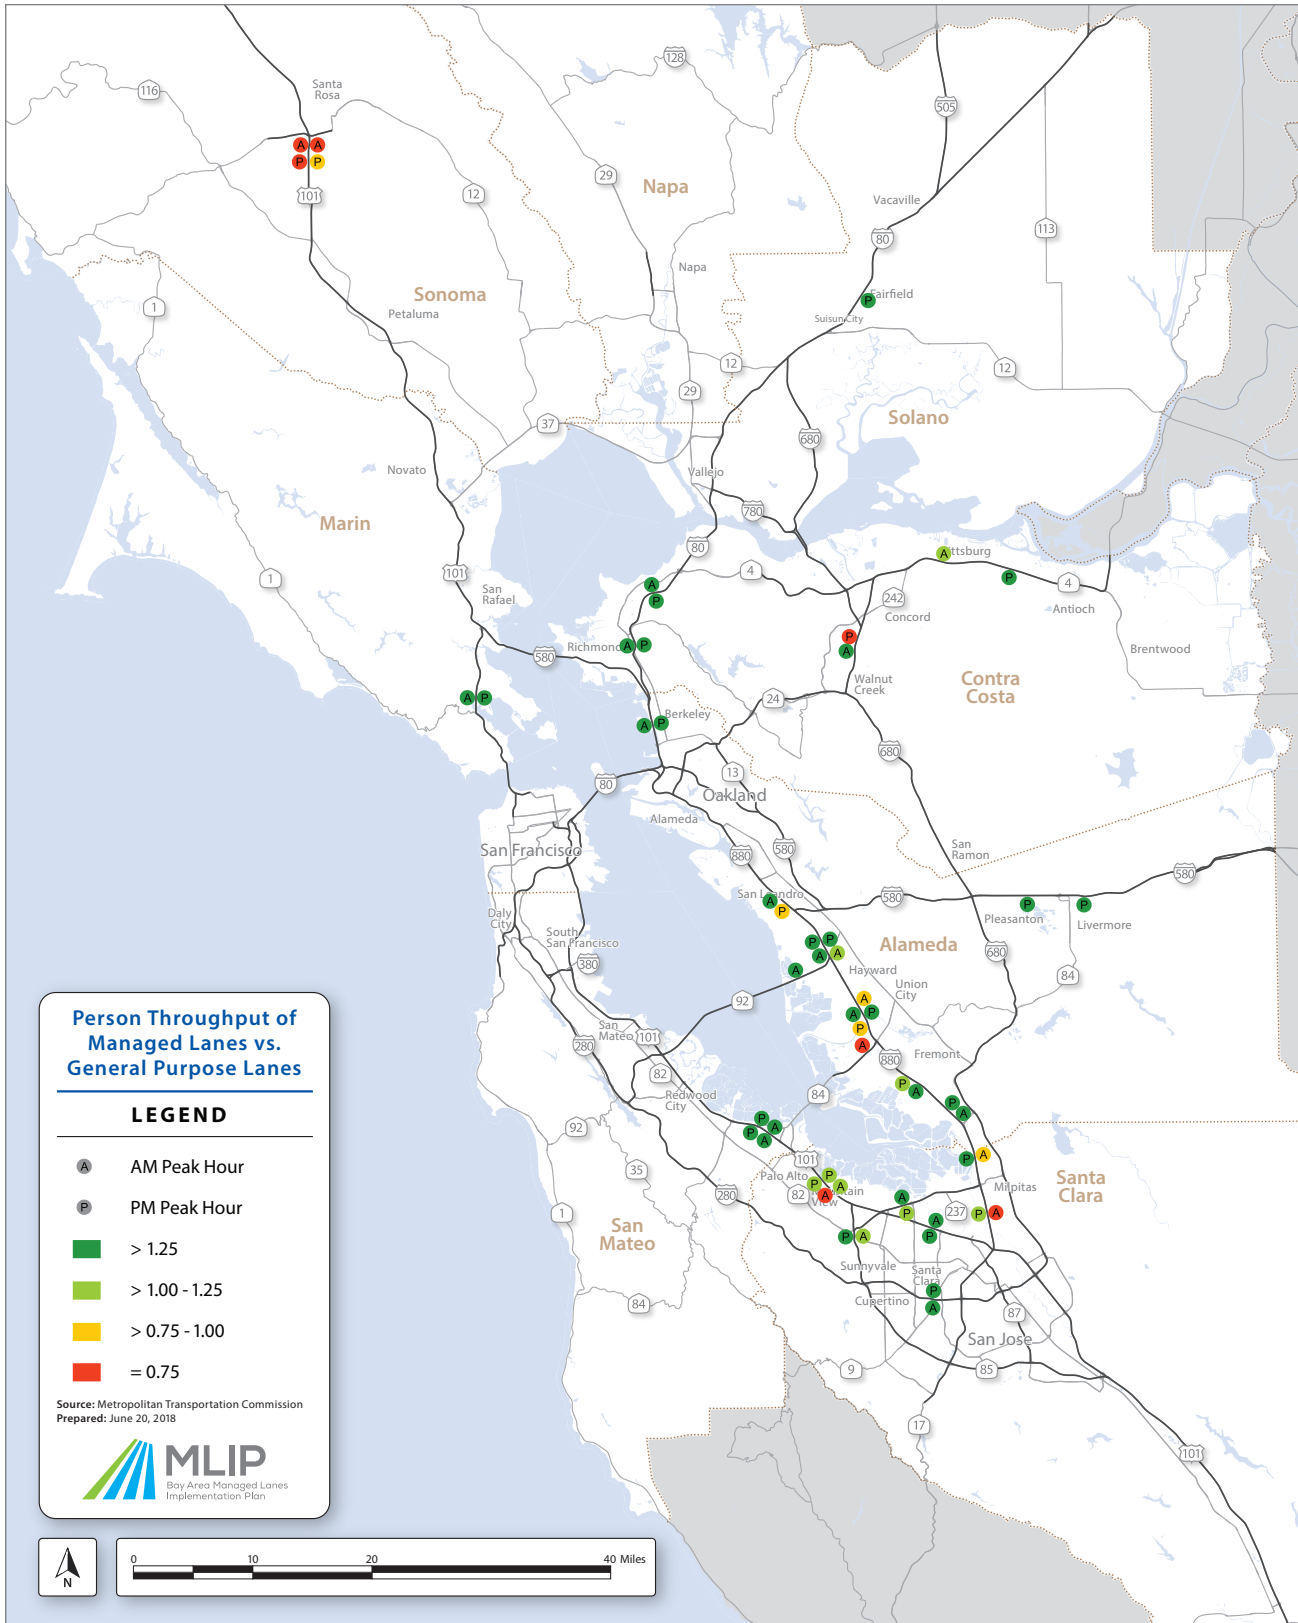 128
116
Santa
Rosa
505
A A
P P
29
Napa
12
101
Vacaville
113
80
Napa
Sonoma
Petaluma
1
P
Fairfield
Suisun City
12
12
29
Solano
37
680
Novato
Vallejo
Marin
780
80
A
ttsburg
101
4
P
4
1
San
Rafael
A
P
242
Concord
Antioch
Richmond
A P
P
A
580
Brentwood
Walnut
Creek
Contra
Costa
A P
24
Berkeley
A P
680
13
80
Oakland
Alameda
San Francisco
880
580
San
Ramon
580
San Leandro
A
P
580
Pleasanton
P
P
Livermore
Daly
City
South
San Francisco
380
P P
A A
Alameda
680
A
Hayward
84
Union
City
92
A
A P
P
A
San
Mateo
101
280
880
Fremont
82
Redwood
City
84
P
A
P
A
P
A
P
A
92
101
P
A
35
Palo Alto
P
P
A
A
tain
View
82
280
Milpitas
Santa
Clara
1
San
Mateo
A
P
237
P A
A
P
P A
Sunnyvale
Santa
Clara
P
A
Cupertino
84
87
San Jose
9
85
17
101
Person Throughput of
Managed Lanes vs.
General Purpose Lanes
LEGEND
A AM Peak Hour
P PM Peak Hour
> 1.25
> 1.00 - 1.25
> 0.75 - 1.00
= 0.75
Source: Metropolitan Transportation Commission
Prepared: June 20, 2018
MLIP
Bay Area Managed Lanes
Implementation Plan
N
0 10 20 40 Miles